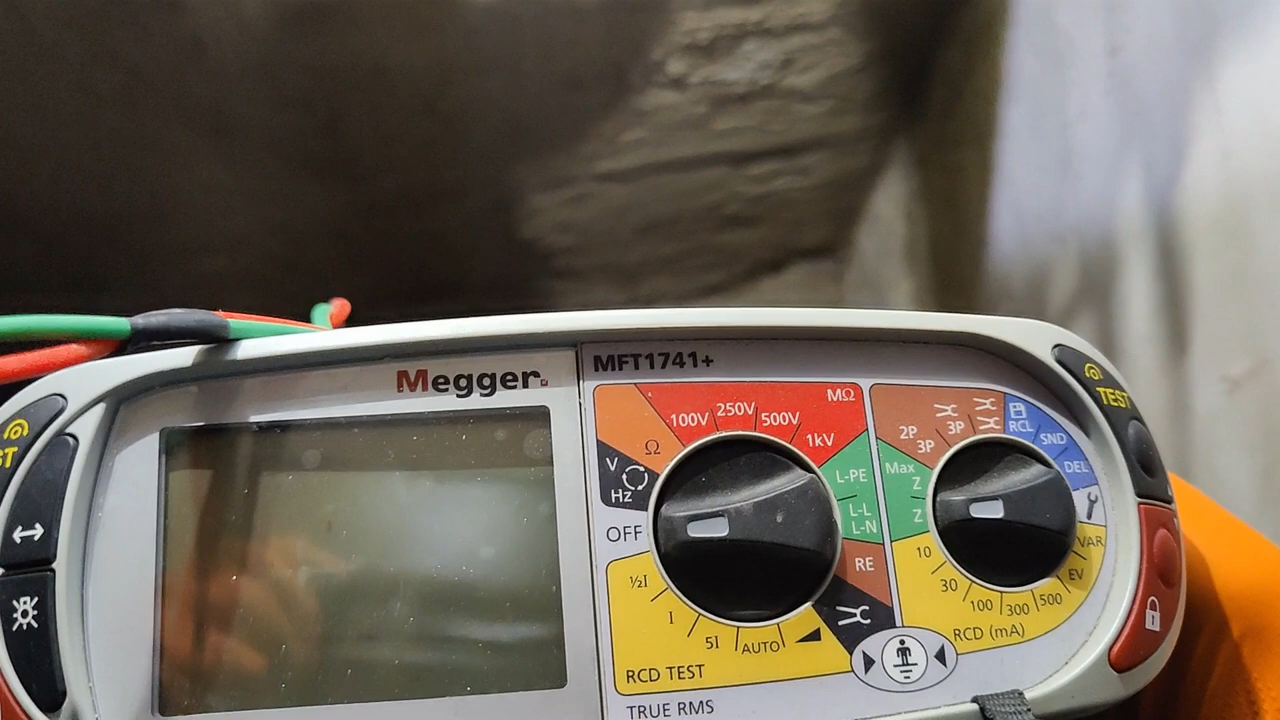 Megger
MFT1741+
MΩ
100V
250V
500V
1kV
Ω
V
Hz
OFF
L-PE
L-L
L-N
RE
½I
I
5I
AUTO
RCD TEST
TRUE RMS
2P
3P
3P
RCL
SND
DEL
Max
Z
Z
10
30
100
300
500
EV
VAR
RCD (mA)
TEST
ST